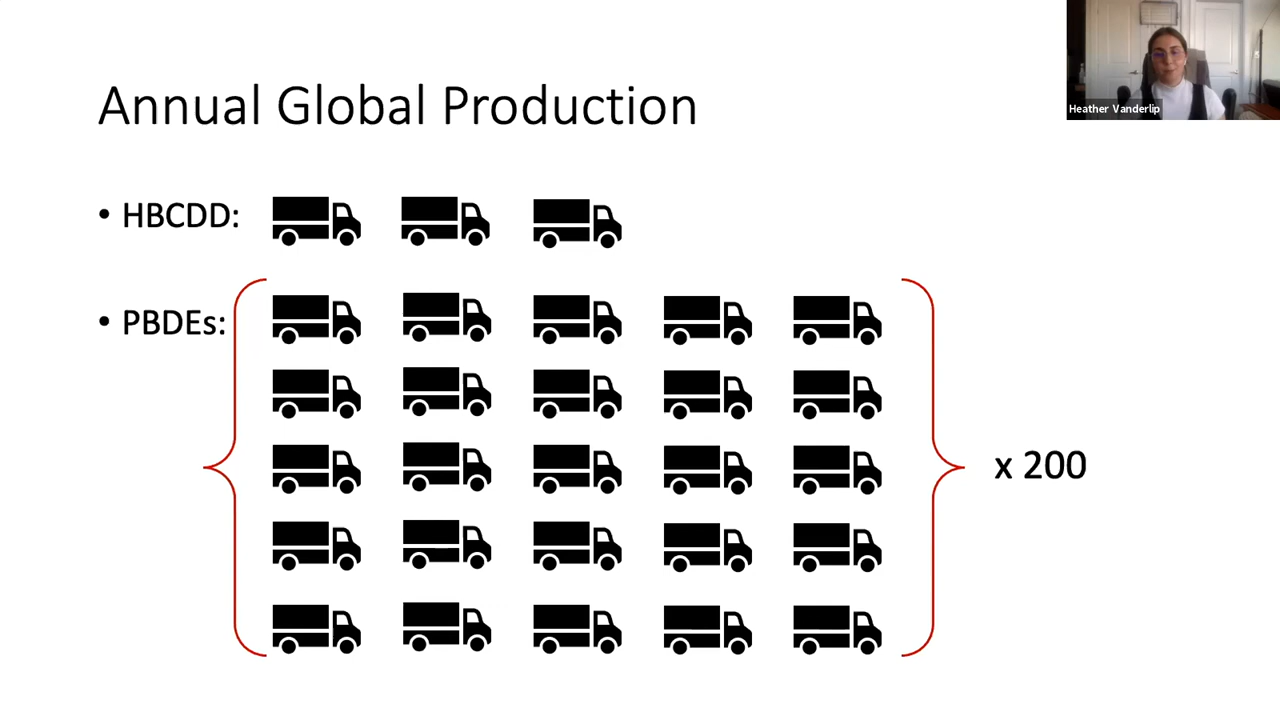 Heather Vanderlip
Annual Global Production
• HBCDD:
• PBDEs:
x 200